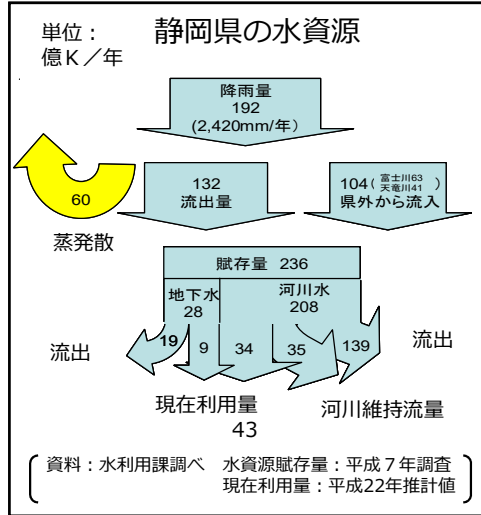 単位：
億K／年
静岡県の水資源
降雨量
192
(2,420mm/年)
60
蒸発散
132
流出量
104(富士川63
天竜川41)
県外から流入
賦存量 236
地下水
28
河川水
208
19
9
34
35
139
流出
流出
現在利用量
43
河川維持流量
資料：水利用課調べ 水資源賦存量：平成７年調査
現在利用量：平成22年推計値